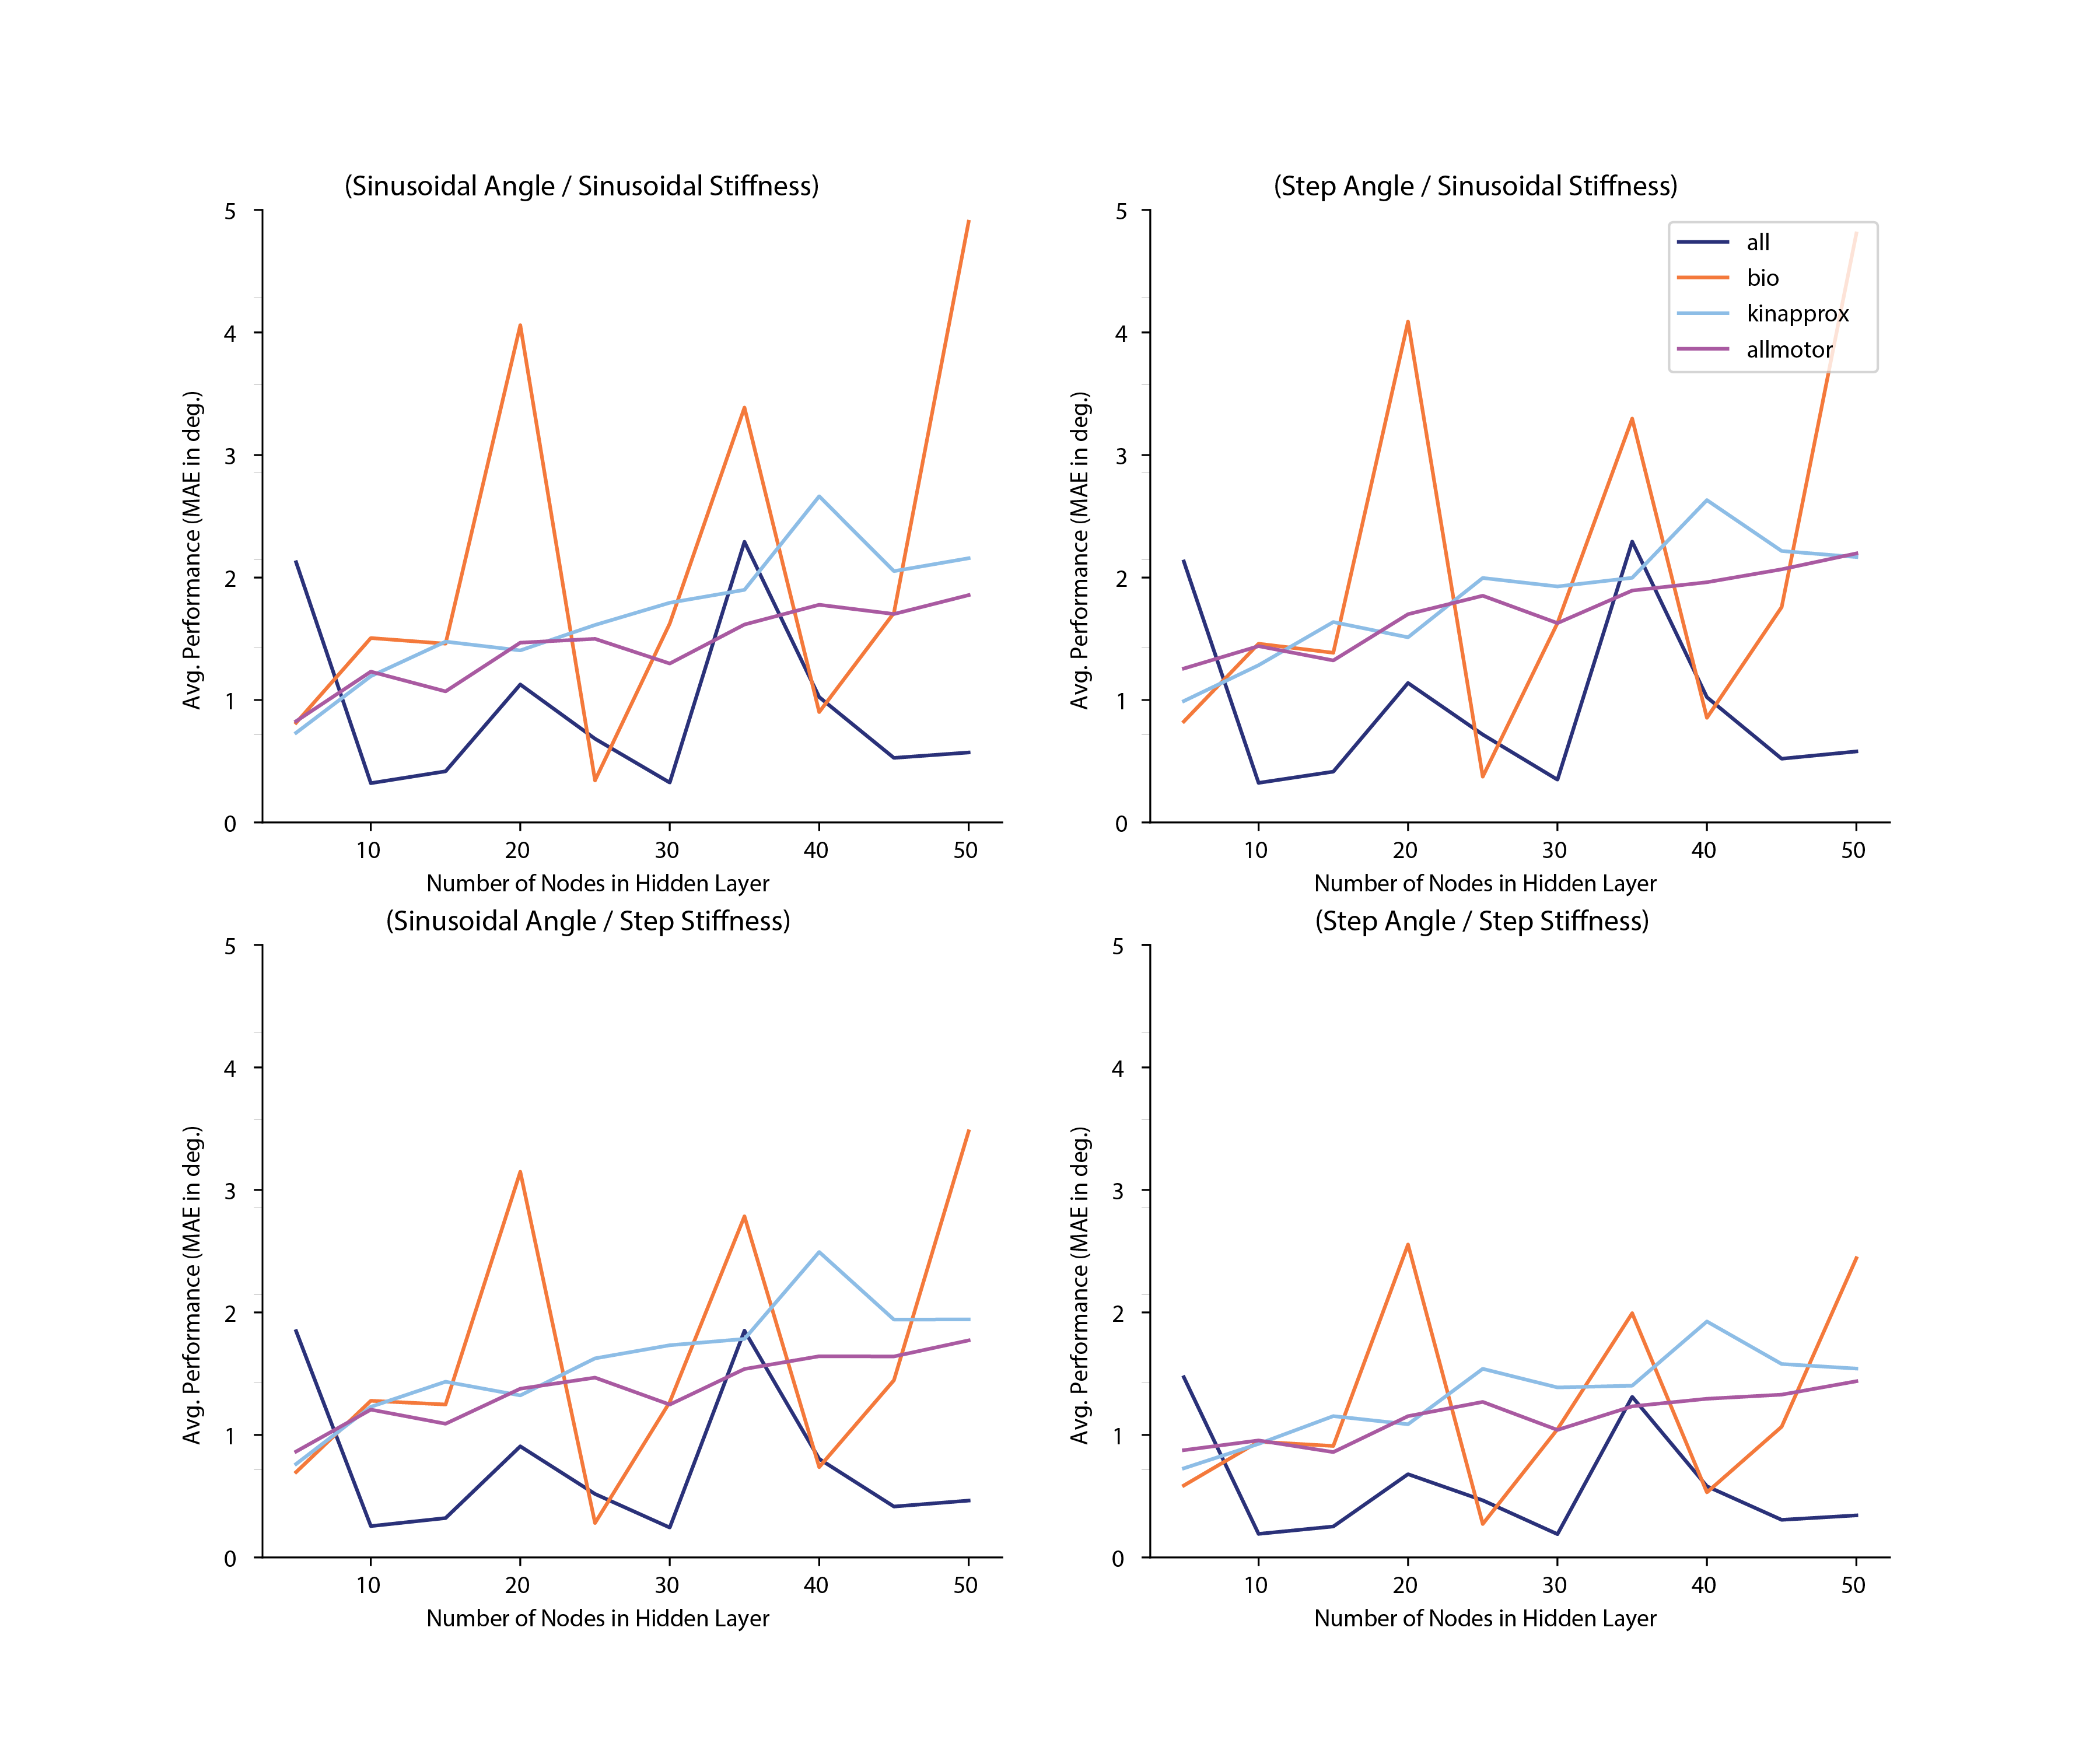 (Sinusoidal Angle / Sinusoidal Stiffness)
5
4
3
2
1
0
Avg. Performance (MAE in deg.)
10 20 30 40 50
Number of Nodes in Hidden Layer
(Step Angle / Sinusoidal Stiffness)
5
4
3
2
1
0
Avg. Performance (MAE in deg.)
all
bio
kinapprox
allmotor
10 20 30 40 50
Number of Nodes in Hidden Layer
(Sinusoidal Angle / Step Stiffness)
5
4
3
2
1
0
Avg. Performance (MAE in deg.)
10 20 30 40 50
Number of Nodes in Hidden Layer
(Step Angle / Step Stiffness)
5
4
3
2
1
0
Avg. Performance (MAE in deg.)
10 20 30 40 50
Number of Nodes in Hidden Layer